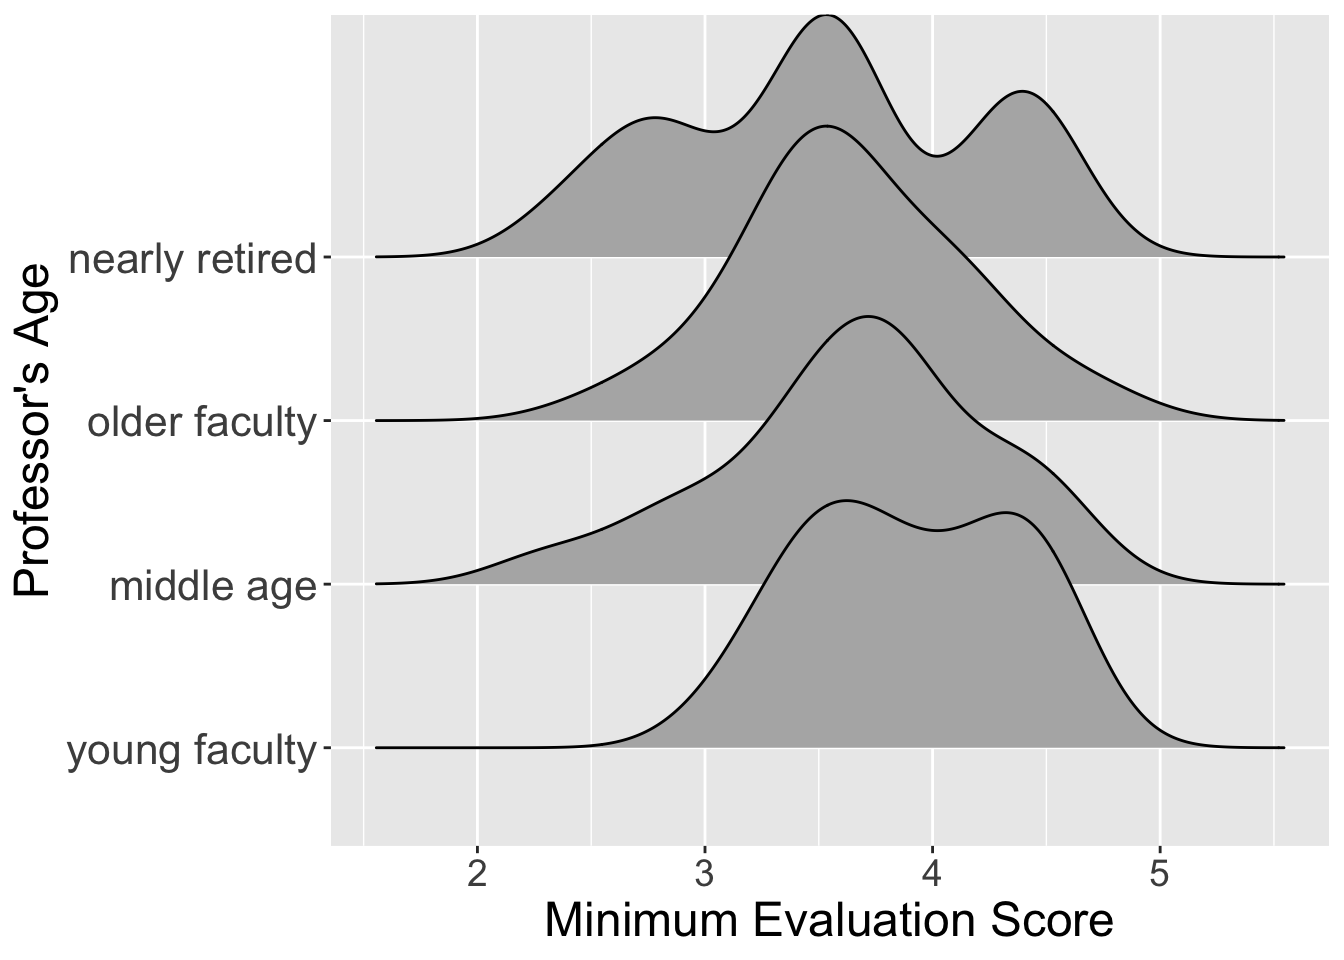 Professor's Age
nearly retired
older faculty
middle age
young faculty
2 3 4 5
Minimum Evaluation Score